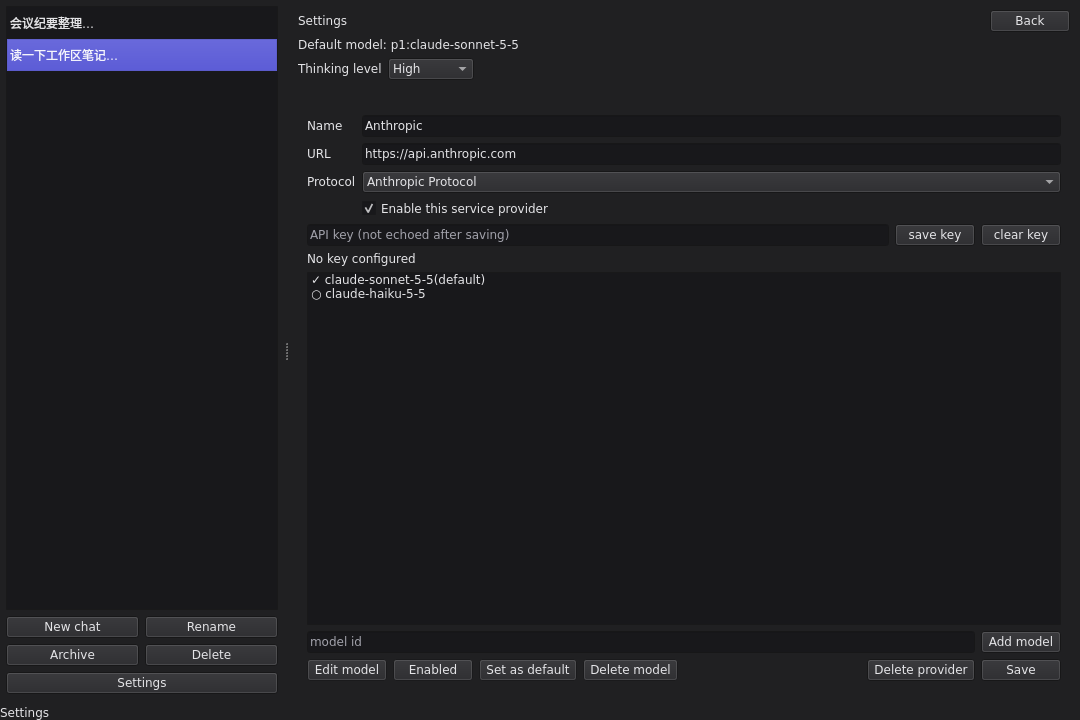 会议纪要整理…
读一下工作区笔记…
New chat
Rename
Archive
Delete
Settings
Settings
Settings
Back
Default model: p1:claude-sonnet-5-5
Thinking level High
Name Anthropic
URL https://api.anthropic.com
Protocol Anthropic Protocol
✓ Enable this service provider
API key (not echoed after saving)
save key
clear key
No key configured
✓ claude-sonnet-5-5(default)
○ claude-haiku-5-5
model id
Add model
Edit model
Enabled
Set as default
Delete model
Delete provider
Save